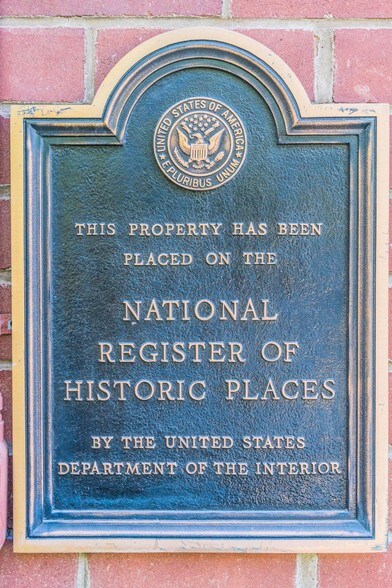 UNITED STATES OF AMERICA
E PLURIBUS UNUM
THIS PROPERTY HAS BEEN
PLACED ON THE
NATIONAL
REGISTER OF
HISTORIC PLACES
BY THE UNITED STATES
DEPARTMENT OF THE INTERIOR